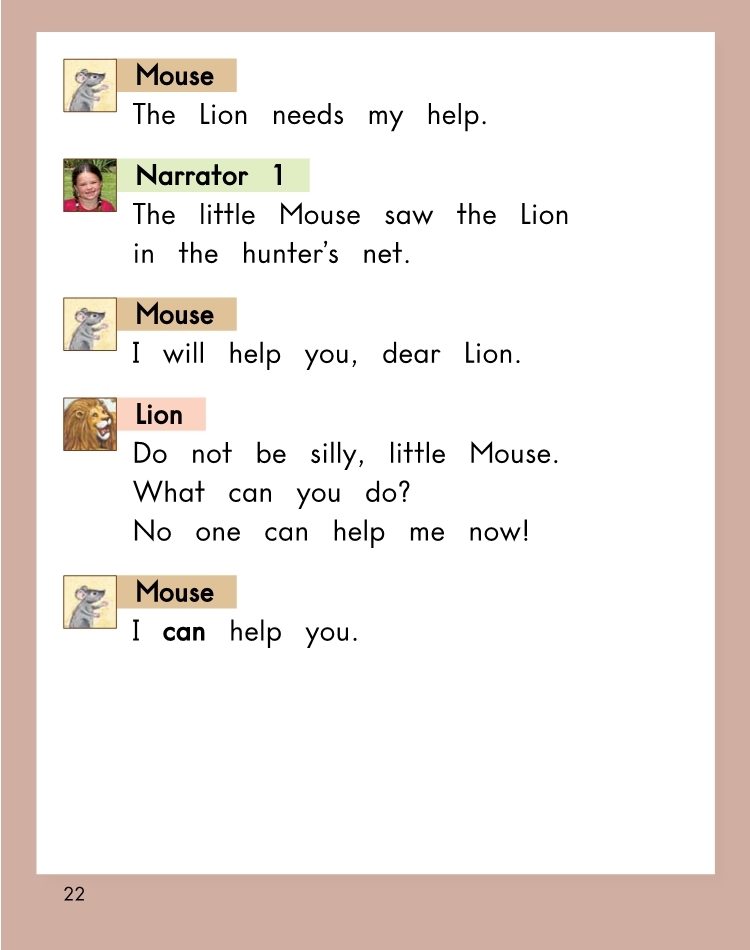 Mouse
The Lion needs my help.
Narrator 1
The little Mouse saw the Lion
in the hunter's net.
Mouse
I will help you, dear Lion.
Lion
Do not be silly, little Mouse.
What can you do?
No one can help me now!
Mouse
I can help you.
22